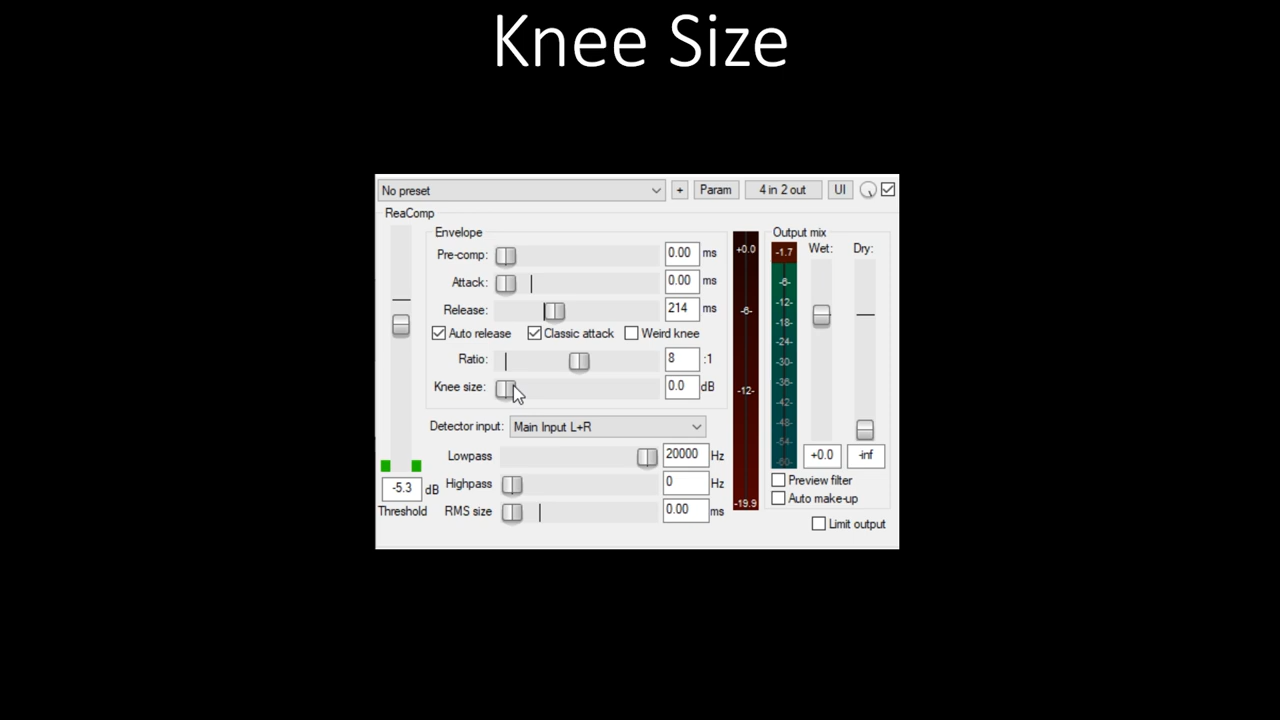 Knee Size
No preset
+
Param
4 in 2 out
UI
ReaComp
Envelope
Pre-comp: 0.00 ms
Attack: 0.00 ms
Release: 214 ms
Auto release Classic attack Weird knee
Ratio: 8 :1
Knee size: 0.0 dB
Detector input: Main Input L+R
Lowpass 20000 Hz
Highpass 0 Hz
RMS size 0.00 ms
-5.3 dB
Threshold
+0.0
-6-
-12-
-19.9
Output mix
Wet: Dry:
-1.7
-6-
-12-
-18-
-24-
-30-
-36-
-42-
-48-
-54-
-60-
+0.0 -inf
Preview filter
Auto make-up
Limit output